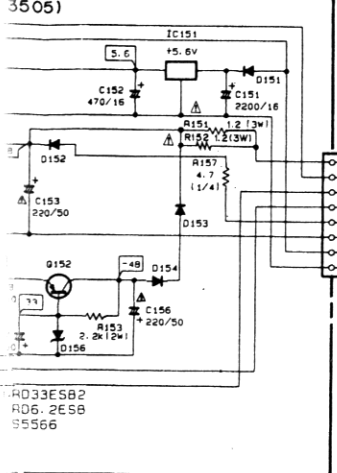 3505)
IC151
5.6
+5.6V
D151
C152
470/16
C151
2200/16
R151 1.2 (3W)
R152 1.2(3W)
D152
R157
4.7
(1/4)
C153
220/50
D153
Q152
-48
D154
C156
220/50
R153
2.2k(2W)
D156
RD33ESB2
RD6.2ESB
S5566